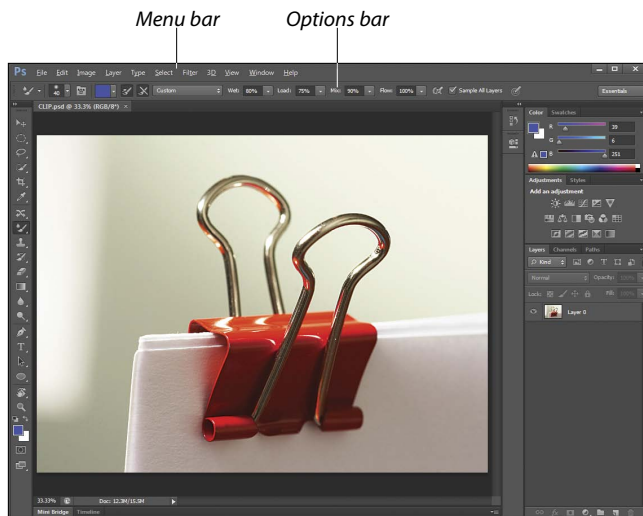 Menu bar Options bar
Ps File Edit Image Layer Type Select Filter 3D View Window Help
40 Custom Wet: 80% Load: 75% Mix: 90% Flow: 100% Sample All Layers Essentials
CLIP.psd @ 33.3% (RGB/8*) ×
Color Swatches
R 39
G 6
B 251
Adjustments Styles
Add an adjustment
Layers Channels Paths
Kind
Normal Opacity: 100%
Lock: Fill: 100%
Layer 0
33.33% Doc: 12.3M/15.5M
Mini Bridge Timeline